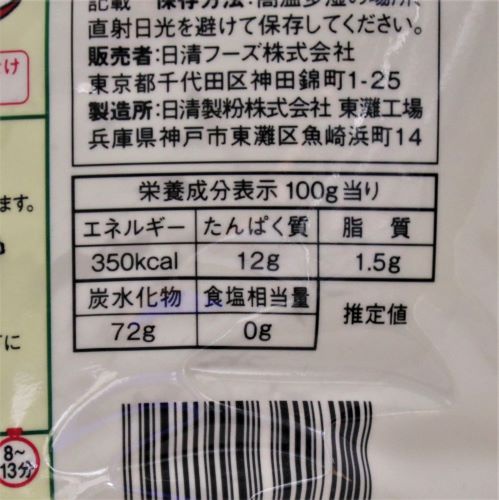 記載 保存方法:高温多湿の場所、
直射日光を避けて保存してください。
販売者:日清フーズ株式会社
東京都千代田区神田錦町1-25
製造所:日清製粉株式会社 東灘工場
兵庫県神戸市東灘区魚崎浜町14
栄養成分表示 100g当り
エネルギー たんぱく質 脂 質
350kcal 12g 1.5g
炭水化物 食塩相当量 推定値
72g 0g
け
ます。
に
8~
13分